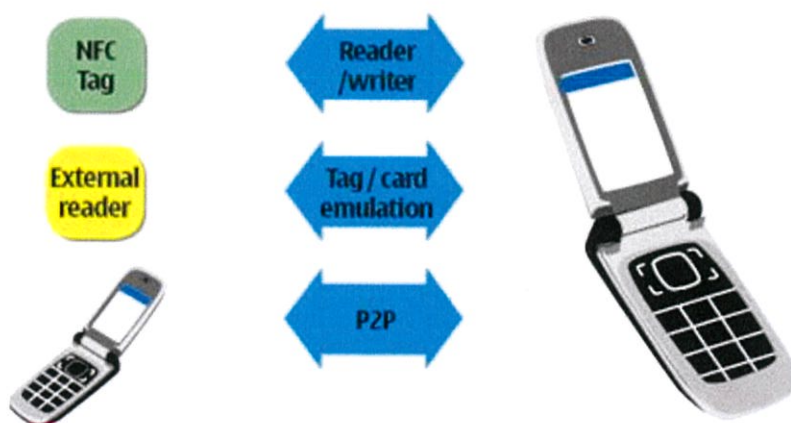 NFC
Tag
Reader
/writer
External
reader
Tag / card
emulation
P2P